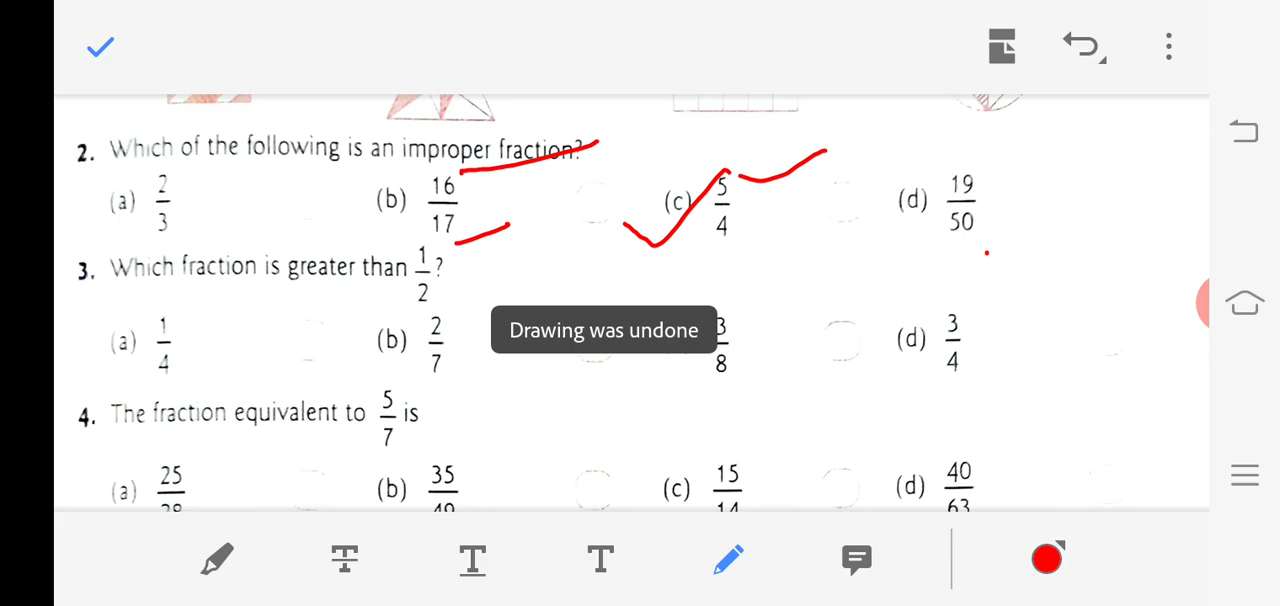 2. Which of the following is an improper fraction?
(a) 2/3 (b) 16/17 (c) 5/4 (d) 19/50
3. Which fraction is greater than 1/2?
(a) 1/4 (b) 2/7 3/8 (d) 3/4
Drawing was undone
4. The fraction equivalent to 5/7 is
(a) 25/ (b) 35/49 (c) 15/14 (d) 40/63
T T T